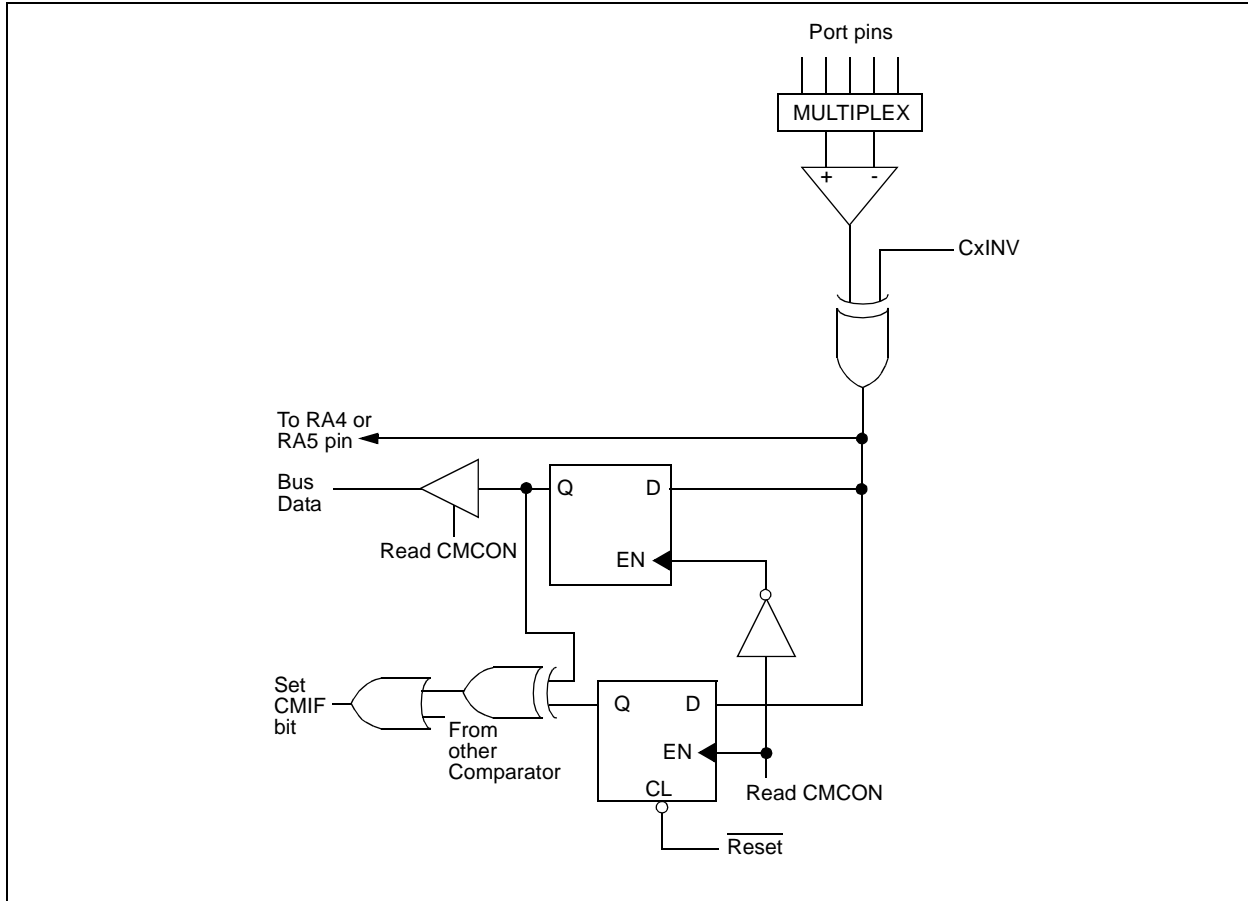 Port pins
MULTIPLEX
+ -
CxINV
To RA4 or
RA5 pin
Bus
Data
Q D
Read CMCON
EN
Set
CMIF
bit
Q D
From
other
Comparator
EN
CL
Read CMCON
Reset